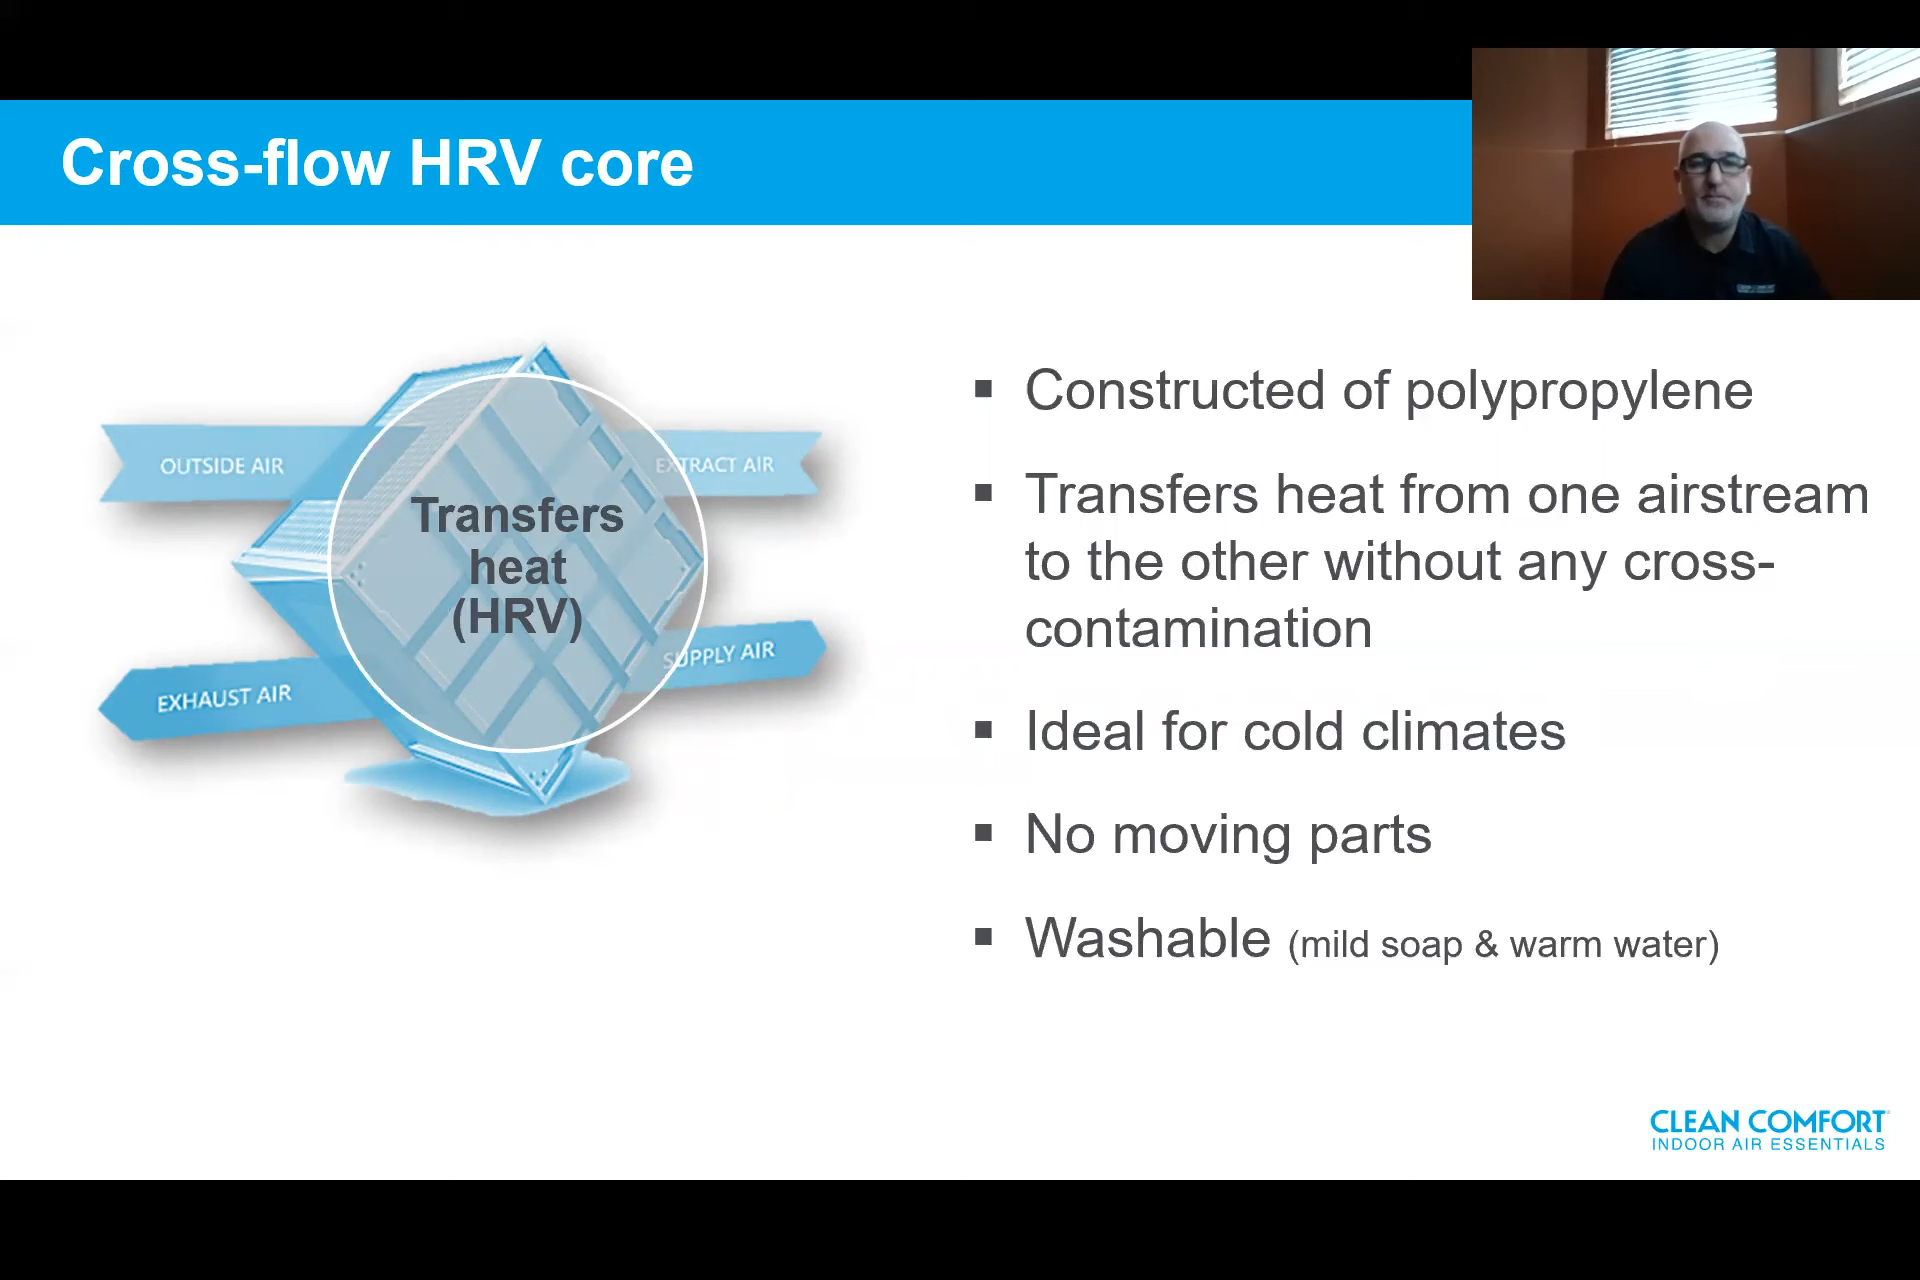 Cross-flow HRV core
OUTSIDE AIR
EXTRACT AIR
Transfers
heat
(HRV)
EXHAUST AIR
SUPPLY AIR
▪ Constructed of polypropylene
▪ Transfers heat from one airstream
to the other without any cross-
contamination
▪ Ideal for cold climates
▪ No moving parts
▪ Washable (mild soap & warm water)
CLEAN COMFORT
INDOOR AIR ESSENTIALS